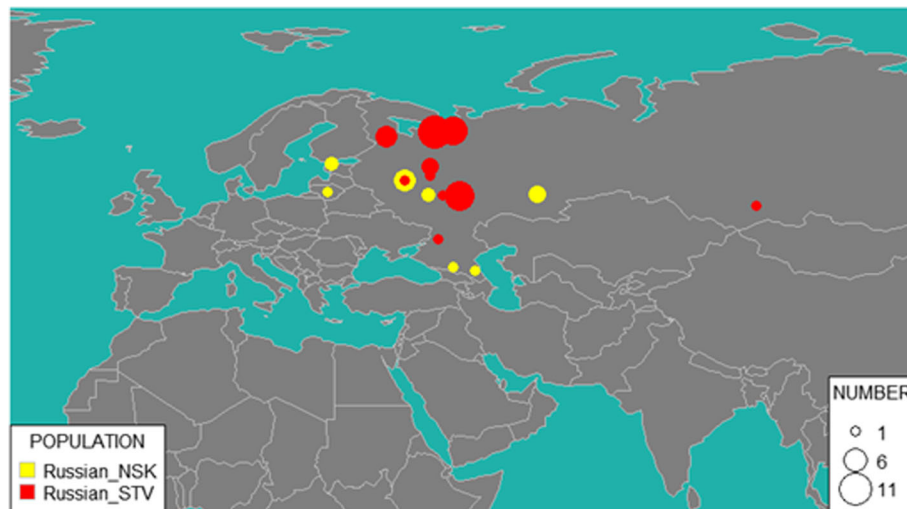 POPULATION
Russian_NSK
Russian_STV
NUMBER
1
6
11